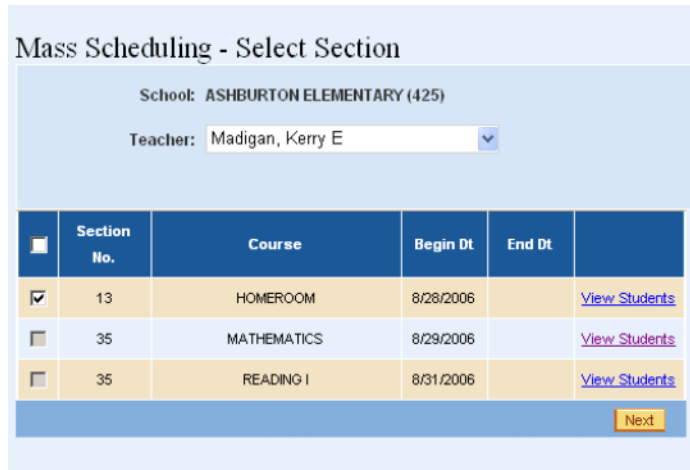 Mass Scheduling - Select Section
School: ASHBURTON ELEMENTARY (425)
Teacher: Madigan, Kerry E
Section No. Course Begin Dt End Dt
13 HOMEROOM 8/28/2006 View Students
35 MATHEMATICS 8/29/2006 View Students
35 READING I 8/31/2006 View Students
Next